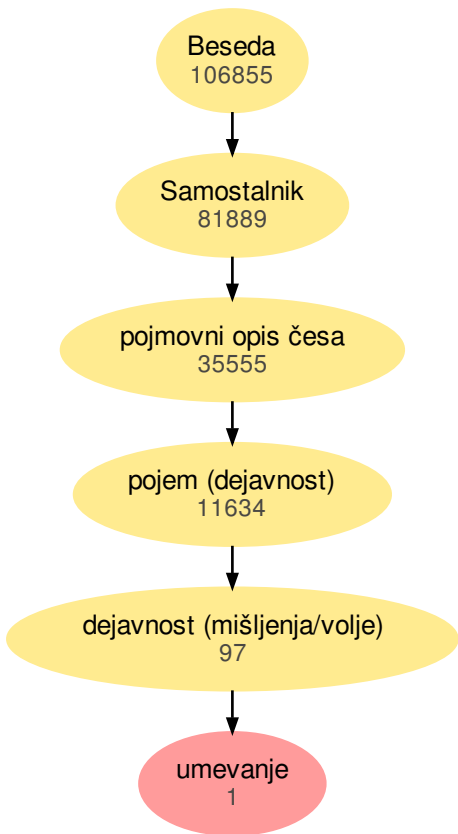 Beseda
106855
Samostalnik
81889
pojmovni opis česa
35555
pojem (dejavnost)
11634
dejavnost (mišljenja/volje)
97
umevanje
1